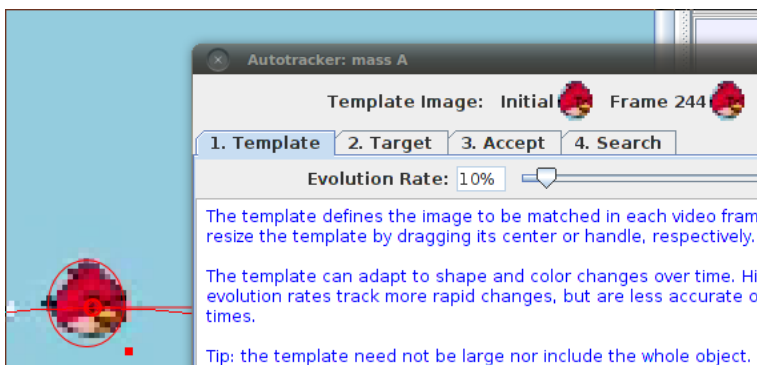 Autotracker: mass A
Template Image: Initial Frame 244
1. Template 2. Target 3. Accept 4. Search
Evolution Rate: 10%
The template defines the image to be matched in each video fram
resize the template by dragging its center or handle, respectively.
The template can adapt to shape and color changes over time. Hi
evolution rates track more rapid changes, but are less accurate o
times.
Tip: the template need not be large nor include the whole object.